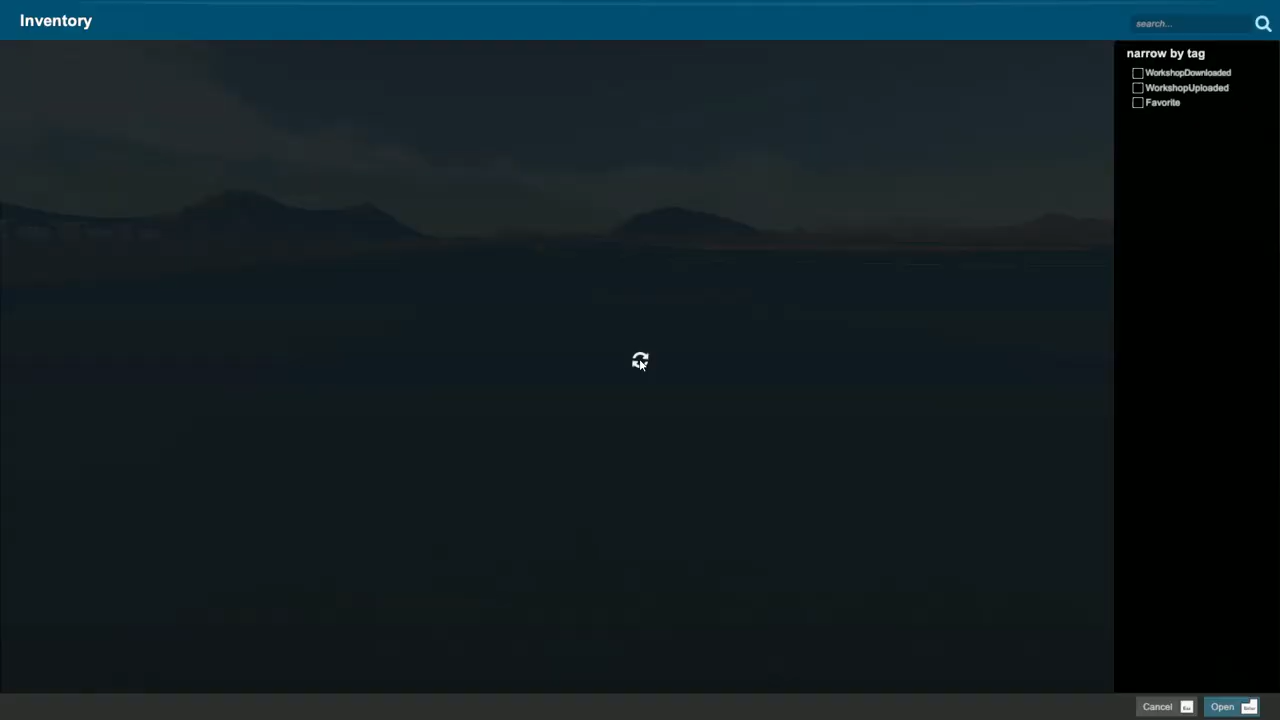 Inventory
search...
narrow by tag
WorkshopDownloaded
WorkshopUploaded
Favorite
Cancel
Open